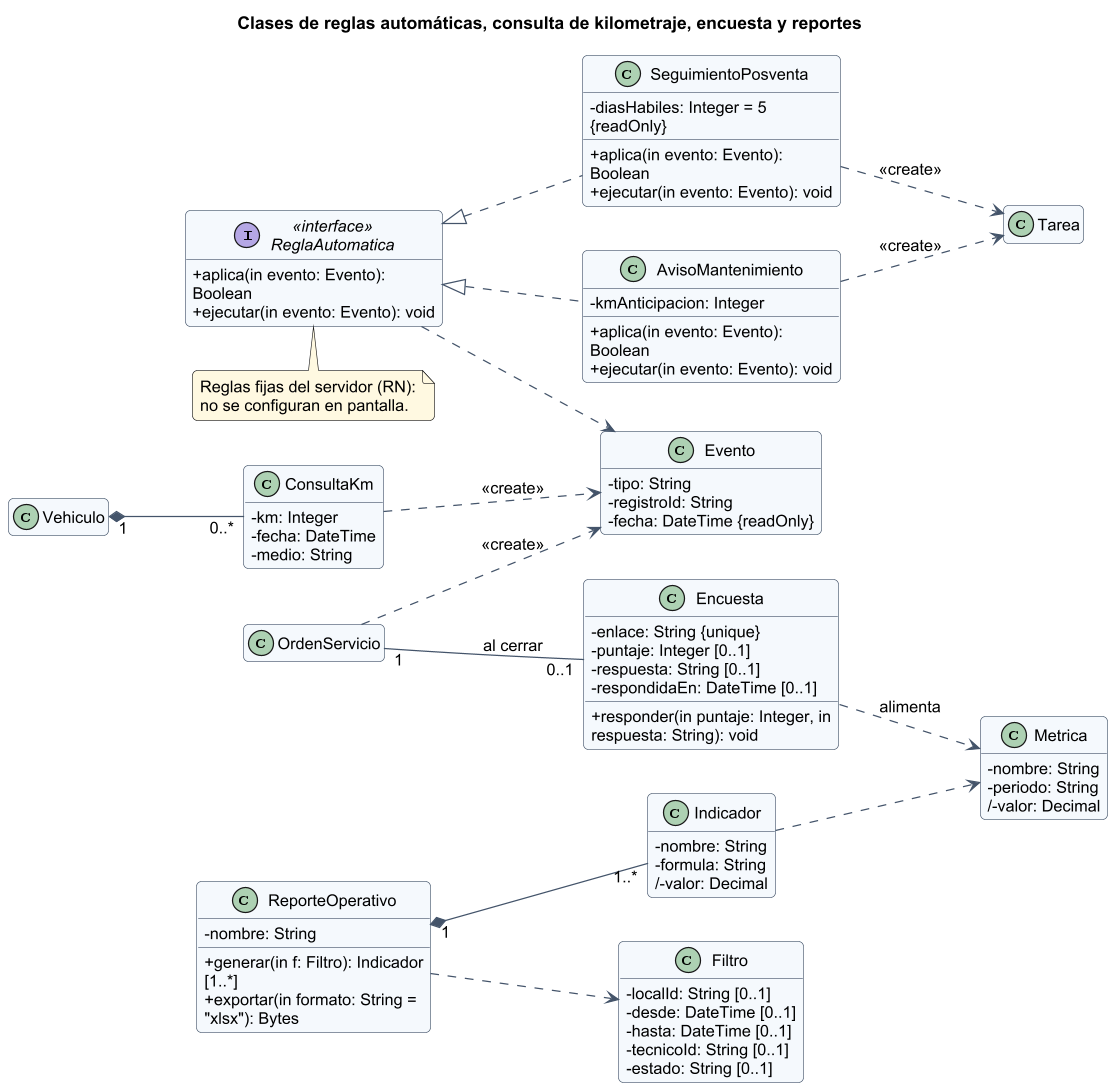 Clases de reglas automáticas, consulta de kilometraje, encuesta y reportes
C SeguimientoPosventa
-diasHabiles: Integer = 5
{readOnly}
+aplica(in evento: Evento):
Boolean
+ejecutar(in evento: Evento): void
«create»
C Tarea
I «interface»
ReglaAutomatica
+aplica(in evento: Evento):
Boolean
+ejecutar(in evento: Evento): void
«create»
C AvisoMantenimiento
-kmAnticipacion: Integer
+aplica(in evento: Evento):
Boolean
+ejecutar(in evento: Evento): void
Reglas fijas del servidor (RN):
no se configuran en pantalla.
C Evento
-tipo: String
-registroId: String
-fecha: DateTime {readOnly}
C Vehiculo
1
0..*
C ConsultaKm
-km: Integer
-fecha: DateTime
-medio: String
«create»
«create»
C OrdenServicio
1
al cerrar
0..1
C Encuesta
-enlace: String {unique}
-puntaje: Integer [0..1]
-respuesta: String [0..1]
-respondidaEn: DateTime [0..1]
+responder(in puntaje: Integer, in
respuesta: String): void
alimenta
C Metrica
-nombre: String
-periodo: String
/-valor: Decimal
C Indicador
-nombre: String
-formula: String
/-valor: Decimal
1..*
1
C ReporteOperativo
-nombre: String
+generar(in f: Filtro): Indicador
[1..*]
+exportar(in formato: String =
"xlsx"): Bytes
C Filtro
-localId: String [0..1]
-desde: DateTime [0..1]
-hasta: DateTime [0..1]
-tecnicoId: String [0..1]
-estado: String [0..1]